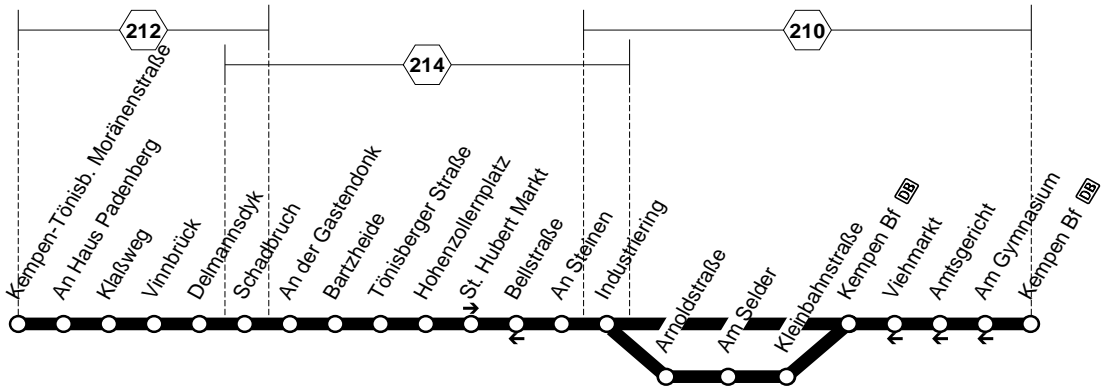 212
210
214
Kempen-Tönisb. Moränenstraße
An Haus Padenberg
Klaßweg
Vinnbrück
Delmannsdyk
Schadbruch
An der Gastendonk
Bartzheide
Tönisberger Straße
Hohenzollernplatz
St. Hubert Markt
Bellstraße
An Steinen
Industriering
Arnoldstraße
Am Selder
Kleinbahnstraße
Kempen Bf DB
Viehmarkt
Amtsgericht
Am Gymnasium
Kempen Bf DB